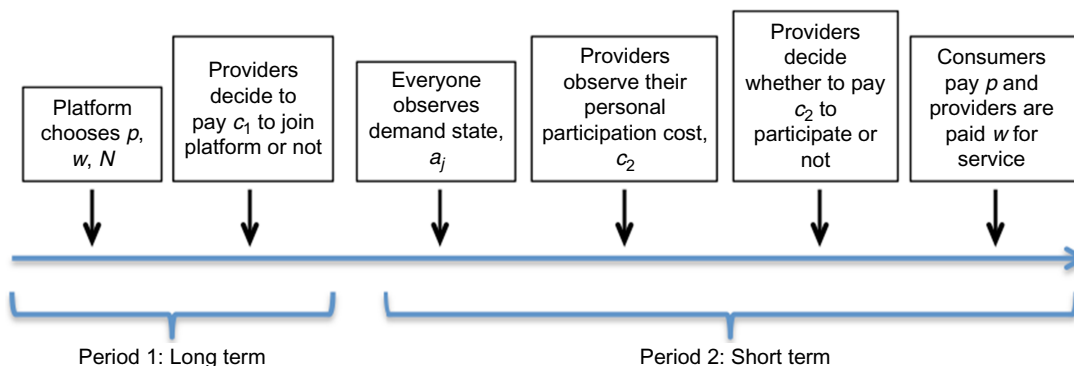 Platform
chooses p,
w, N
Providers
decide to
pay c₁ to join
platform or not
Everyone
observes
demand state,
aⱼ
Providers
observe their
personal
participation cost,
c₂
Providers
decide
whether to pay
c₂ to
participate or
not
Consumers
pay p and
providers are
paid w for
service
Period 1: Long term
Period 2: Short term